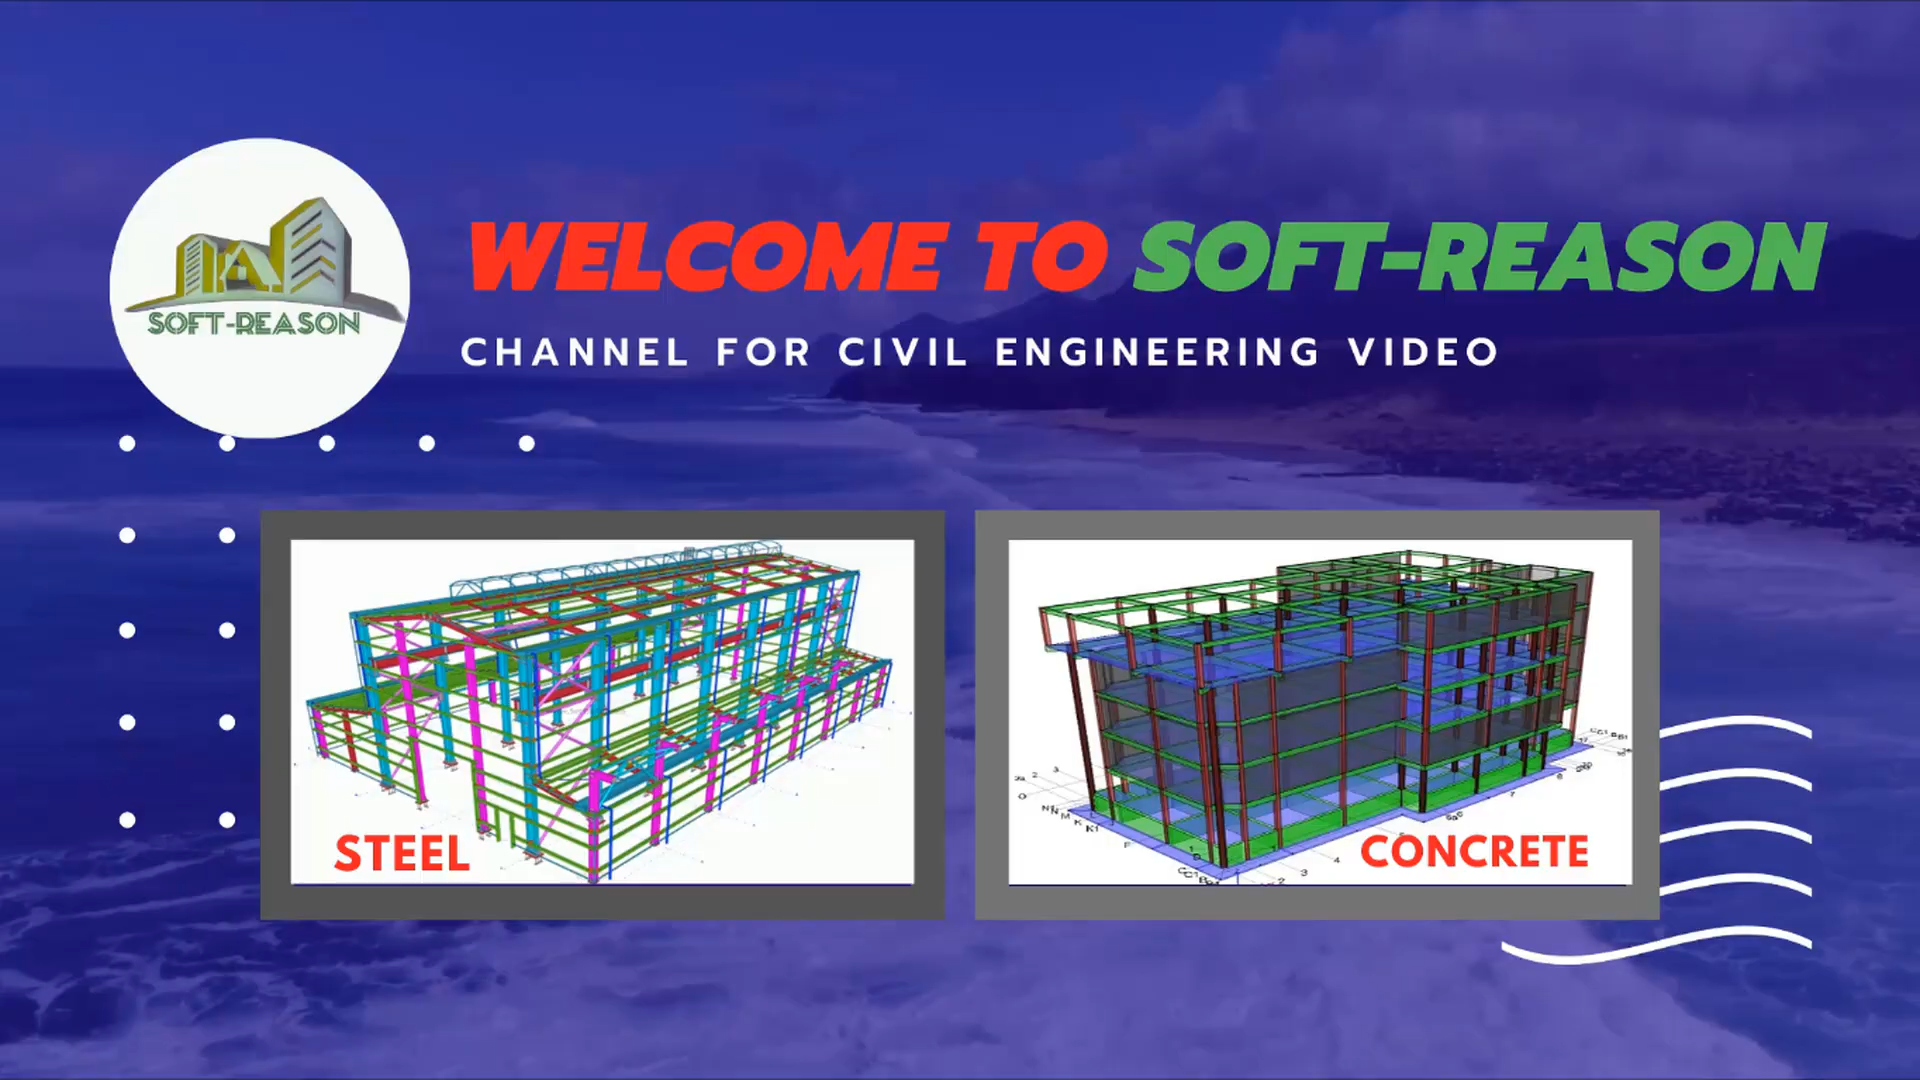 WELCOME TO SOFT-REASON
CHANNEL FOR CIVIL ENGINEERING VIDEO
SOFT-REASON
STEEL
CONCRETE